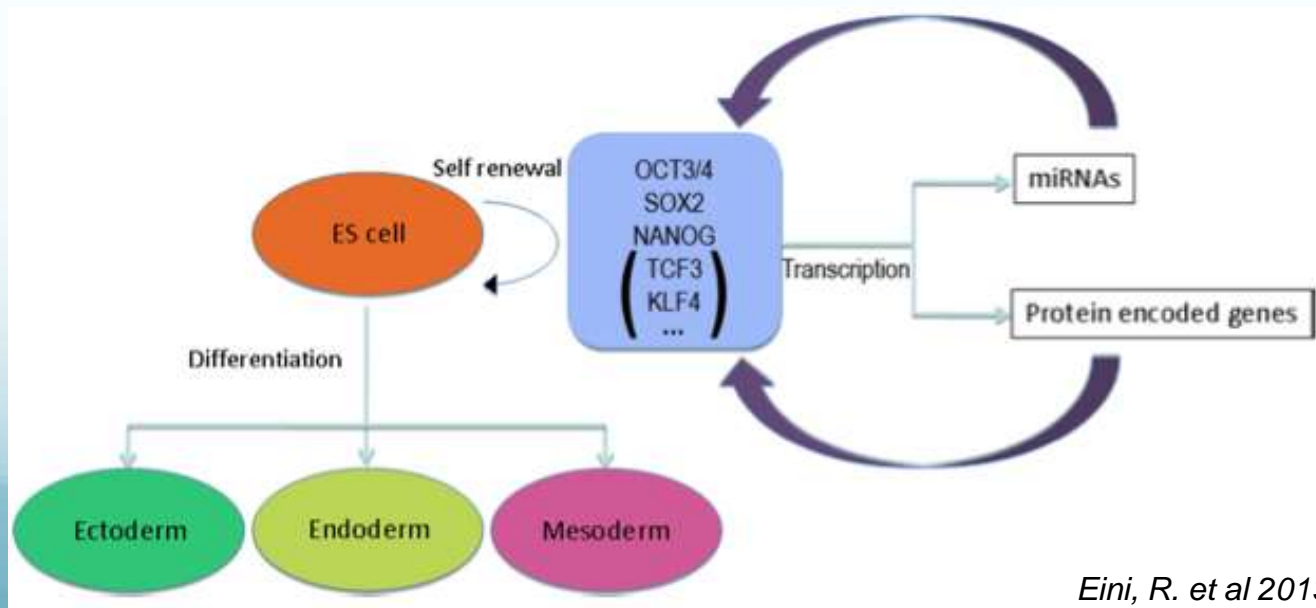 Self renewal
ES cell
Differentiation
Ectoderm
Endoderm
Mesoderm
OCT3/4
SOX2
NANOG
( TCF3
KLF4
... )
Transcription
miRNAs
Protein encoded genes
Eini, R. et al